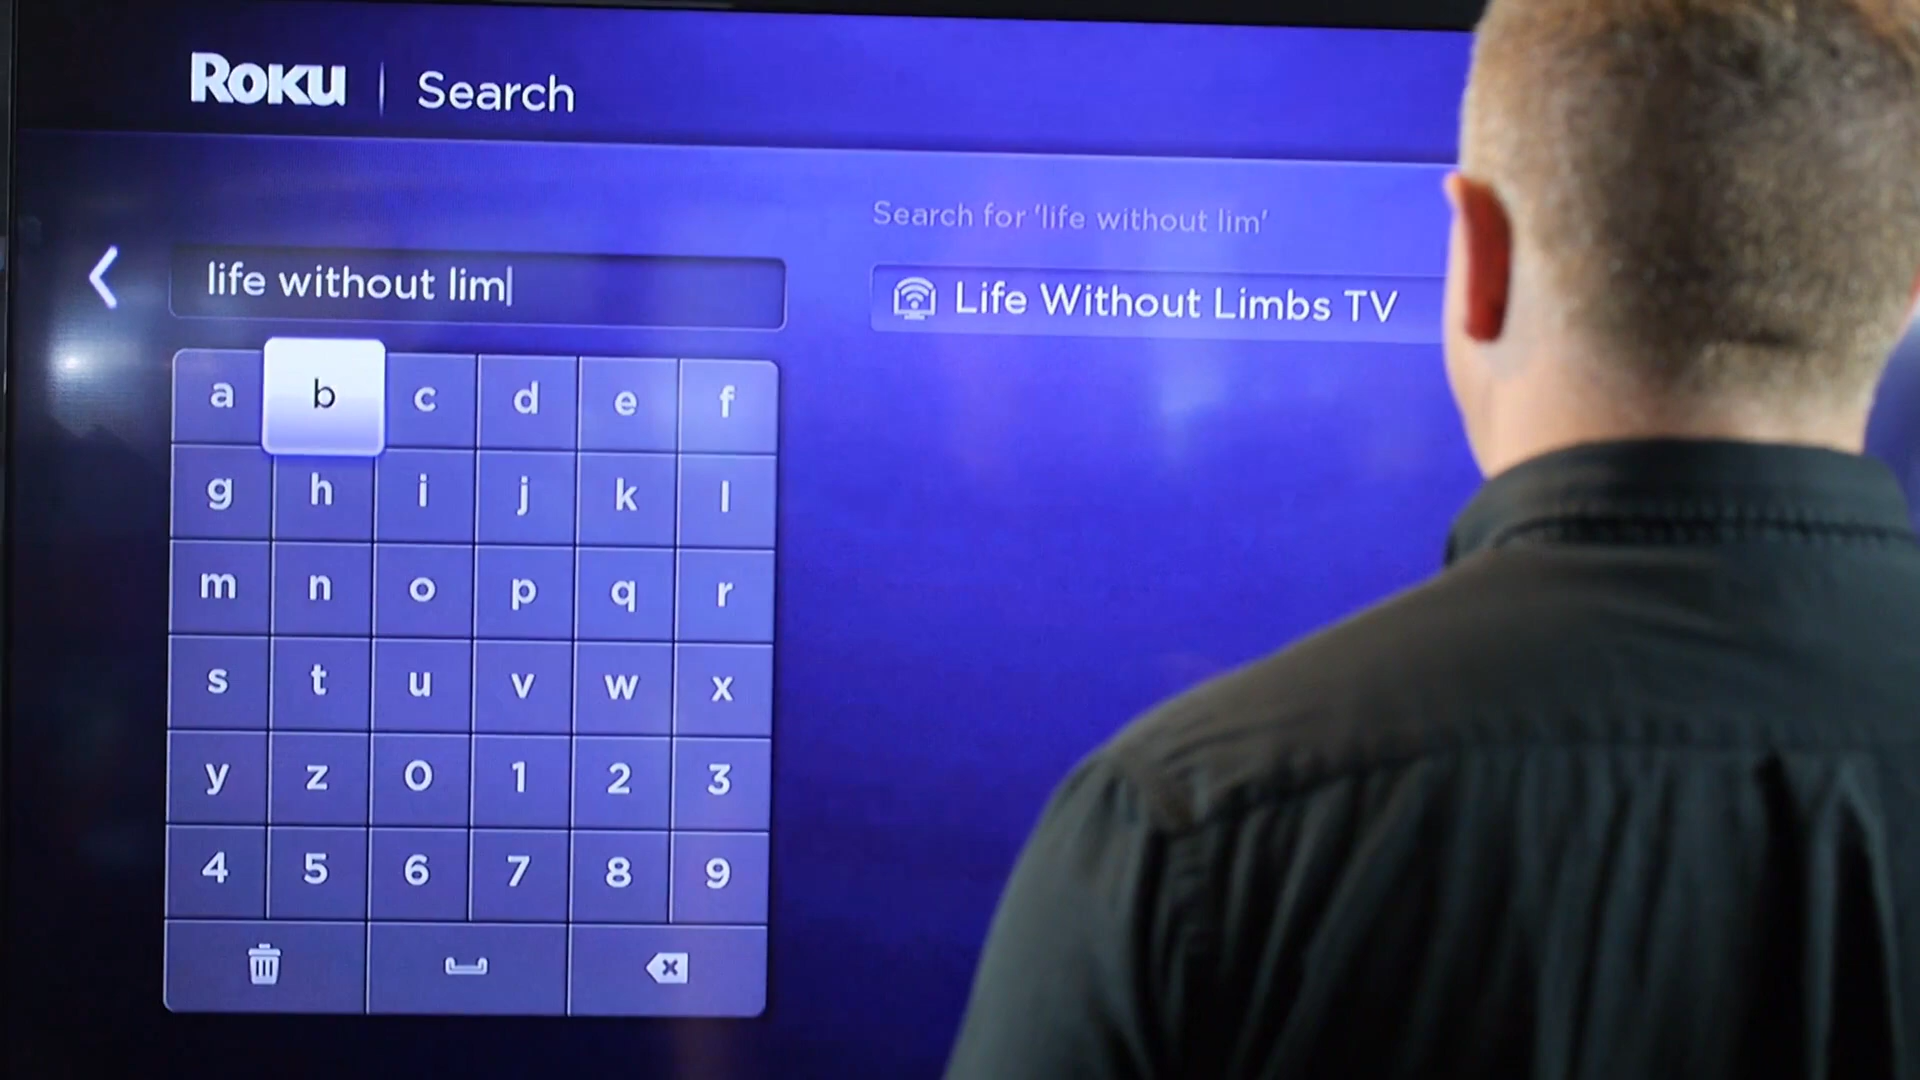 Roku | Search
Search for 'life without lim'
life without lim
Life Without Limbs TV
a b c d e f
g h i j k l
m n o p q r
s t u v w x
y z 0 1 2 3
4 5 6 7 8 9